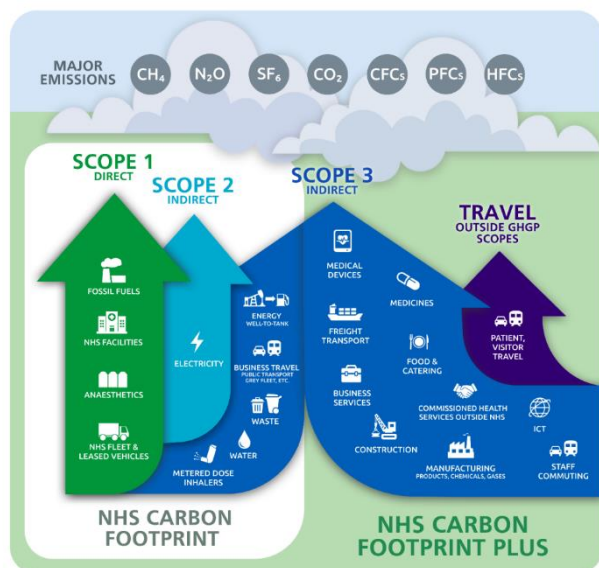 MAJOR
EMISSIONS
CH₄
N₂O
SF₆
CO₂
CFCs
PFCs
HFCs
SCOPE 1
DIRECT
SCOPE 2
INDIRECT
SCOPE 3
INDIRECT
TRAVEL
OUTSIDE GHGP
SCOPES
FOSSIL FUELS
NHS FACILITIES
ANAESTHETICS
NHS FLEET &
LEASED VEHICLES
ELECTRICITY
ENERGY
WELL-TO-TANK
BUSINESS TRAVEL
PUBLIC TRANSPORT
GREY FLEET, ETC.
WASTE
WATER
METERED DOSE
INHALERS
MEDICAL
DEVICES
MEDICINES
FREIGHT
TRANSPORT
FOOD &
CATERING
BUSINESS
SERVICES
COMMISSIONED HEALTH
SERVICES OUTSIDE NHS
CONSTRUCTION
MANUFACTURING
PRODUCTS, CHEMICALS, GASES
PATIENT,
VISITOR
TRAVEL
ICT
STAFF
COMMUTING
NHS CARBON
FOOTPRINT
NHS CARBON
FOOTPRINT PLUS